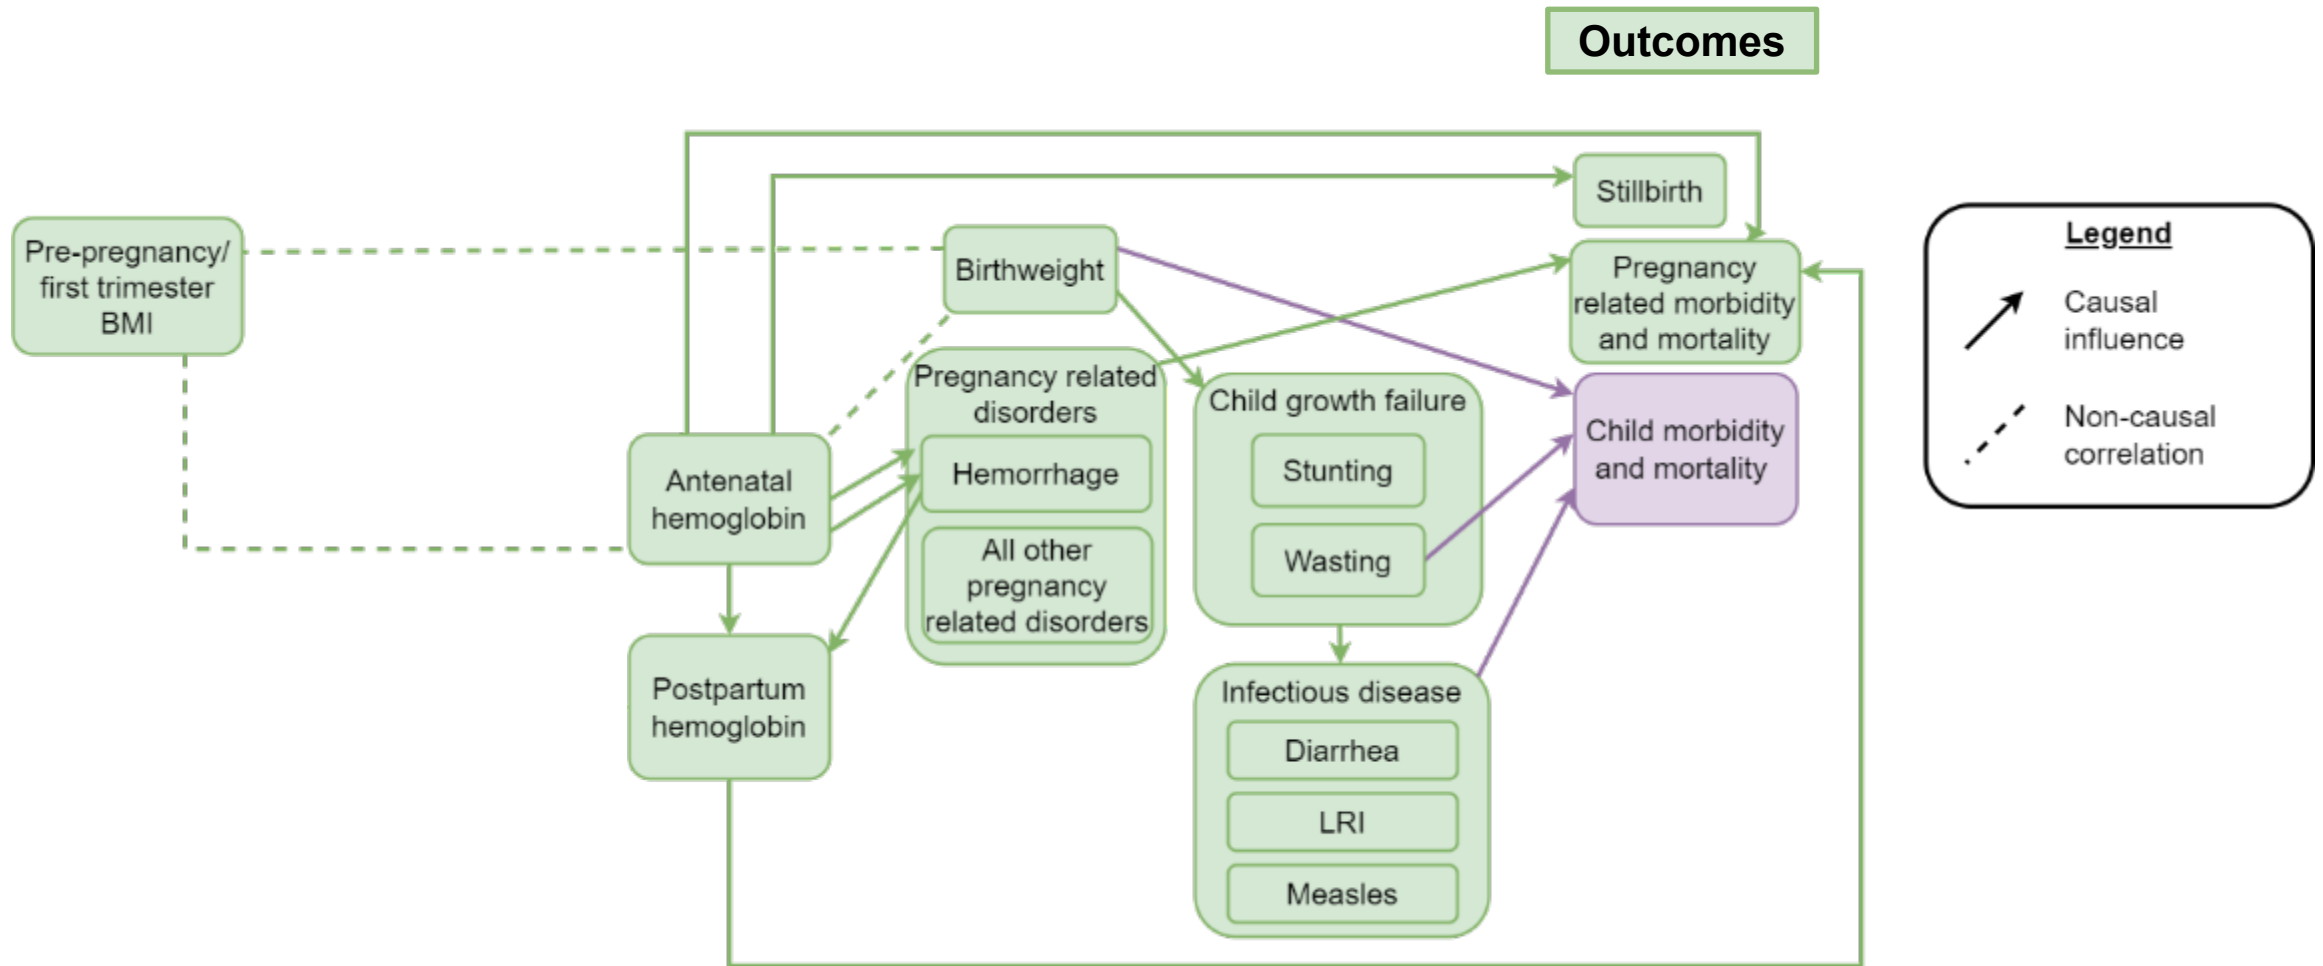 Outcomes
Stillbirth
Pre-pregnancy/
first trimester
BMI
Birthweight
Pregnancy
related morbidity
and mortality
Legend
Causal
influence
Non-causal
correlation
Pregnancy related
disorders
Hemorrhage
All other
pregnancy
related disorders
Child growth failure
Stunting
Wasting
Child morbidity
and mortality
Antenatal
hemoglobin
Postpartum
hemoglobin
Infectious disease
Diarrhea
LRI
Measles